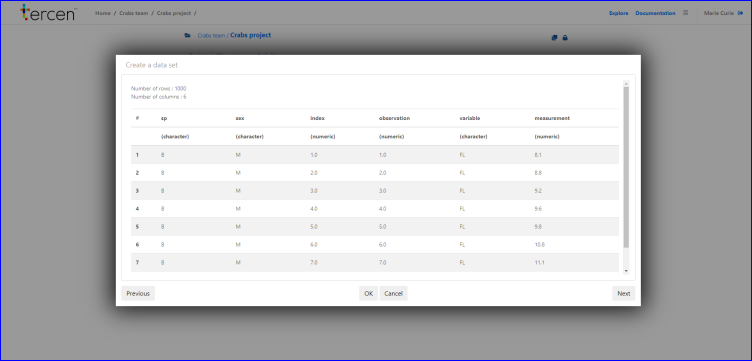 tercen
Home / Crabs team / Crabs project /
Explore Documentation Marie Curie
Crabs team / Crabs project
Create a data set
Number of rows : 1000
Number of columns : 6
# sp sex index observation variable measurement
(character) (character) (numeric) (numeric) (character) (numeric)
1 B M 1.0 1.0 FL 8.1
2 B M 2.0 2.0 FL 8.8
3 B M 3.0 3.0 FL 9.2
4 B M 4.0 4.0 FL 9.6
5 B M 5.0 5.0 FL 9.8
6 B M 6.0 6.0 FL 10.8
7 B M 7.0 7.0 FL 11.1
Previous OK Cancel Next